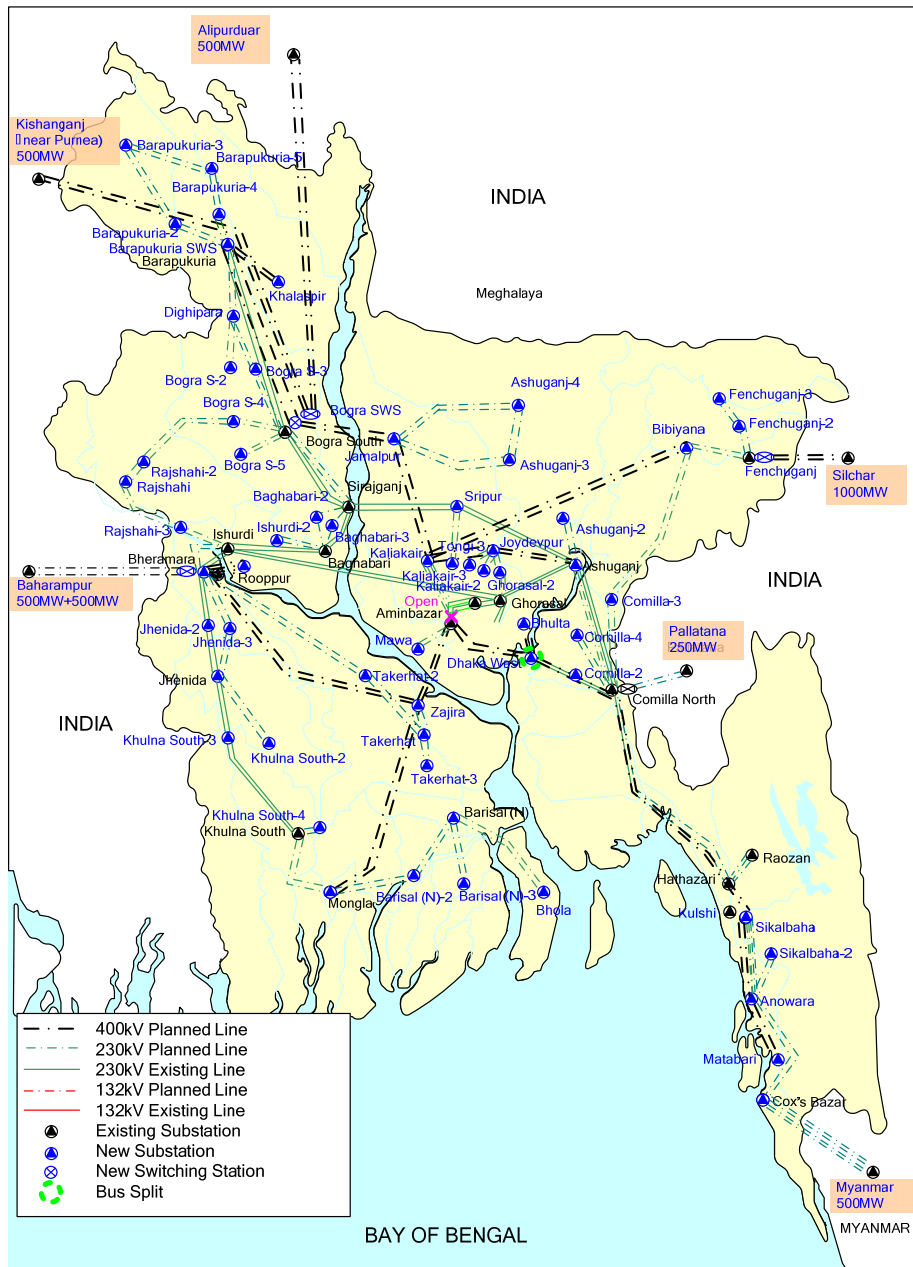 Alipurduar
500MW
Kishanganj
near Purnea)
500MW
Barapukuria-3
Barapukuria-5
Barapukuria-4
INDIA
Barapukuria-2
Barapukuria SWS
Barapukuria
Khalaspir
Meghalaya
Dighipara
Bogra S-2
Bogra S-3
Ashuganj-4
Fenchuganj-3
Bogra S-4
Bogra SWS
Fenchuganj-2
Bogra South
Bibiyana
Jamalpur
Bogra S-5
Rajshahi-2
Ashuganj-3
Fenchuganj
Silchar
1000MW
Rajshahi
Sirajganj
Baghabari-2
Sripur
Rajshahi-3
Ishurdi-2
Ashuganj-2
Ishurdi
Baghabari-3
Tongi-3
Joydevpur
Kaliakair
Bheramara
Baghabari
Ashuganj
Rooppur
Kaliakair-3
Kaliakair-2
Ghorasal-2
INDIA
Baharampur
500MW+500MW
Open
Ghorasal
Comilla-3
Aminbazar
Bhulta
Jhenida-2
Comilla-4
Pallatana
250MW
Jhenida-3
Mawa
Dhaka West
Jhenida
Takerhat-2
Comilla-2
Comilla North
INDIA
Zajira
Khulna South-3
Takerhat
Khulna South-2
Takerhat-3
Khulna South-4
Barisal (N)
Khulna South
Raozan
Hathazari
Mongla
Barisal (N)-2
Barisal (N)-3
Bhola
Kulshi
Sikalbaha
Sikalbaha-2
Anowara
400kV Planned Line
230kV Planned Line
230kV Existing Line
132kV Planned Line
132kV Existing Line
Existing Substation
New Substation
New Switching Station
Bus Split
Matabari
Cox's Bazar
Myanmar
500MW
MYANMAR
BAY OF BENGAL